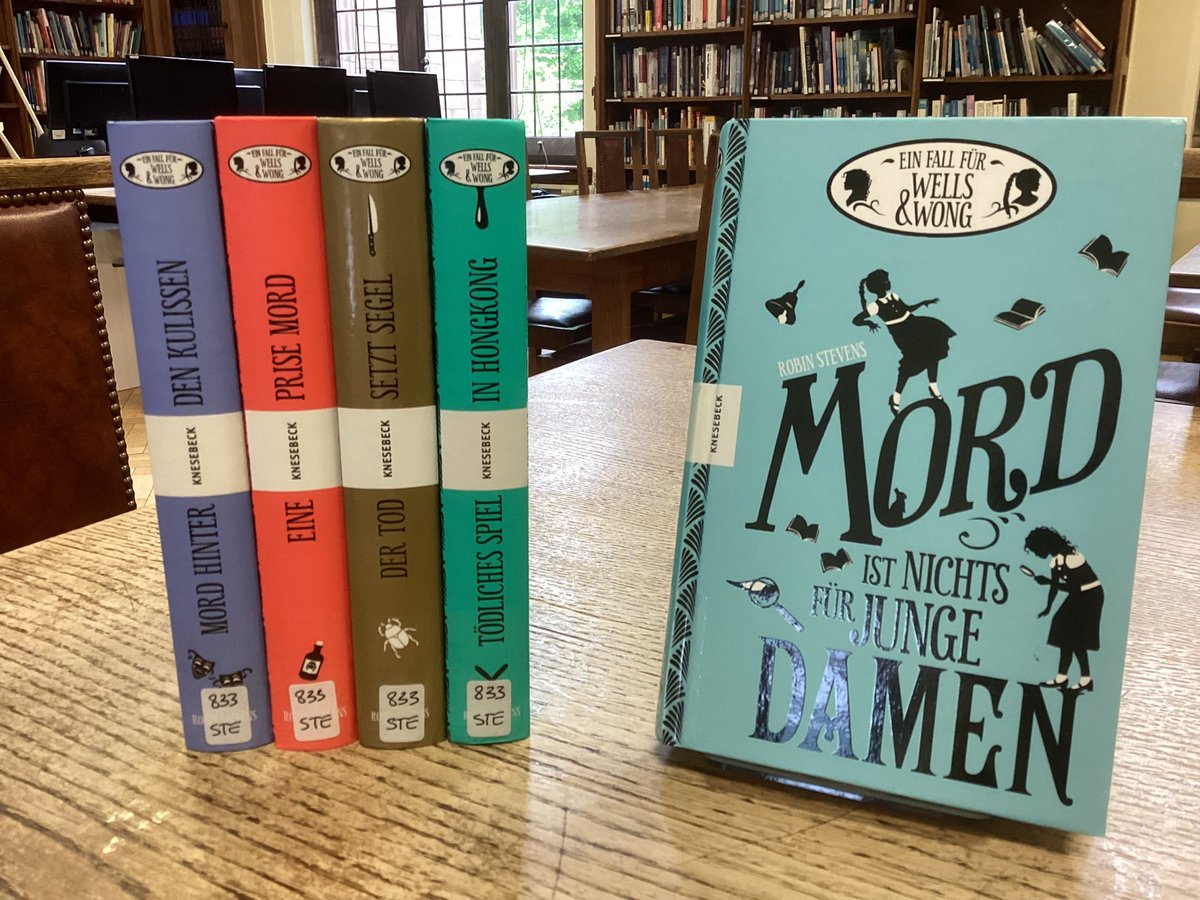 EIN FALL FÜR
WELLS
& WONG
MORD HINTER
KNESEBECK
DEN KULISSEN
833
STE
EIN FALL FÜR
WELLS
& WONG
EINE
KNESEBECK
PRISE MORD
833
STE
EIN FALL FÜR
WELLS
& WONG
DER TOD
KNESEBECK
SETZT SEGEL
833
STE
EIN FALL FÜR
WELLS
& WONG
TÖDLICHES SPIEL
KNESEBECK
IN HONGKONG
833
STE
EIN FALL FÜR
WELLS
& WONG
ROBIN STEVENS
MORD
IST NICHTS
FÜR JUNGE
DAMEN
KNESEBECK